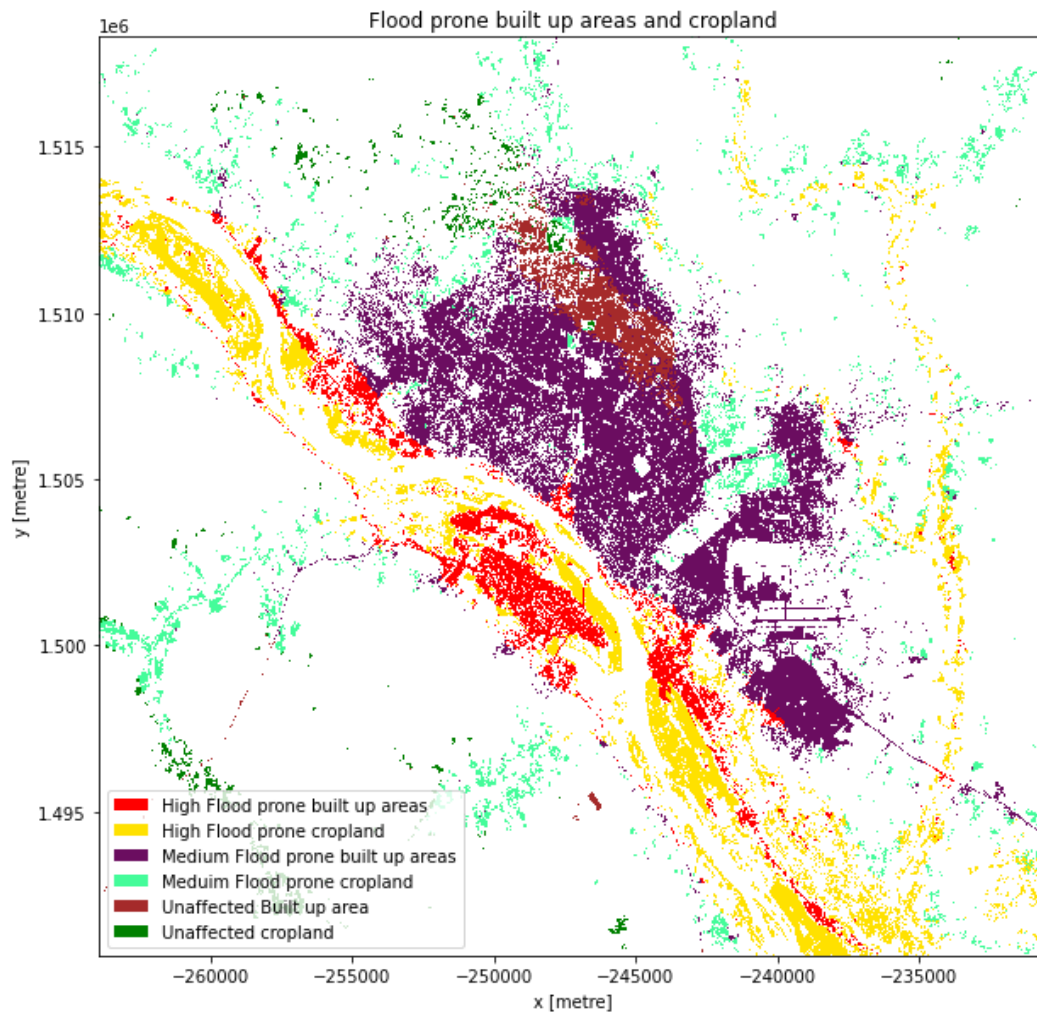 Flood prone built up areas and cropland
1e6
1.515
1.510
1.505
1.500
1.495
y [metre]
High Flood prone built up areas
High Flood prone cropland
Medium Flood prone built up areas
Meduim Flood prone cropland
Unaffected Built up area
Unaffected cropland
−260000 −255000 −250000 −245000 −240000 −235000
x [metre]